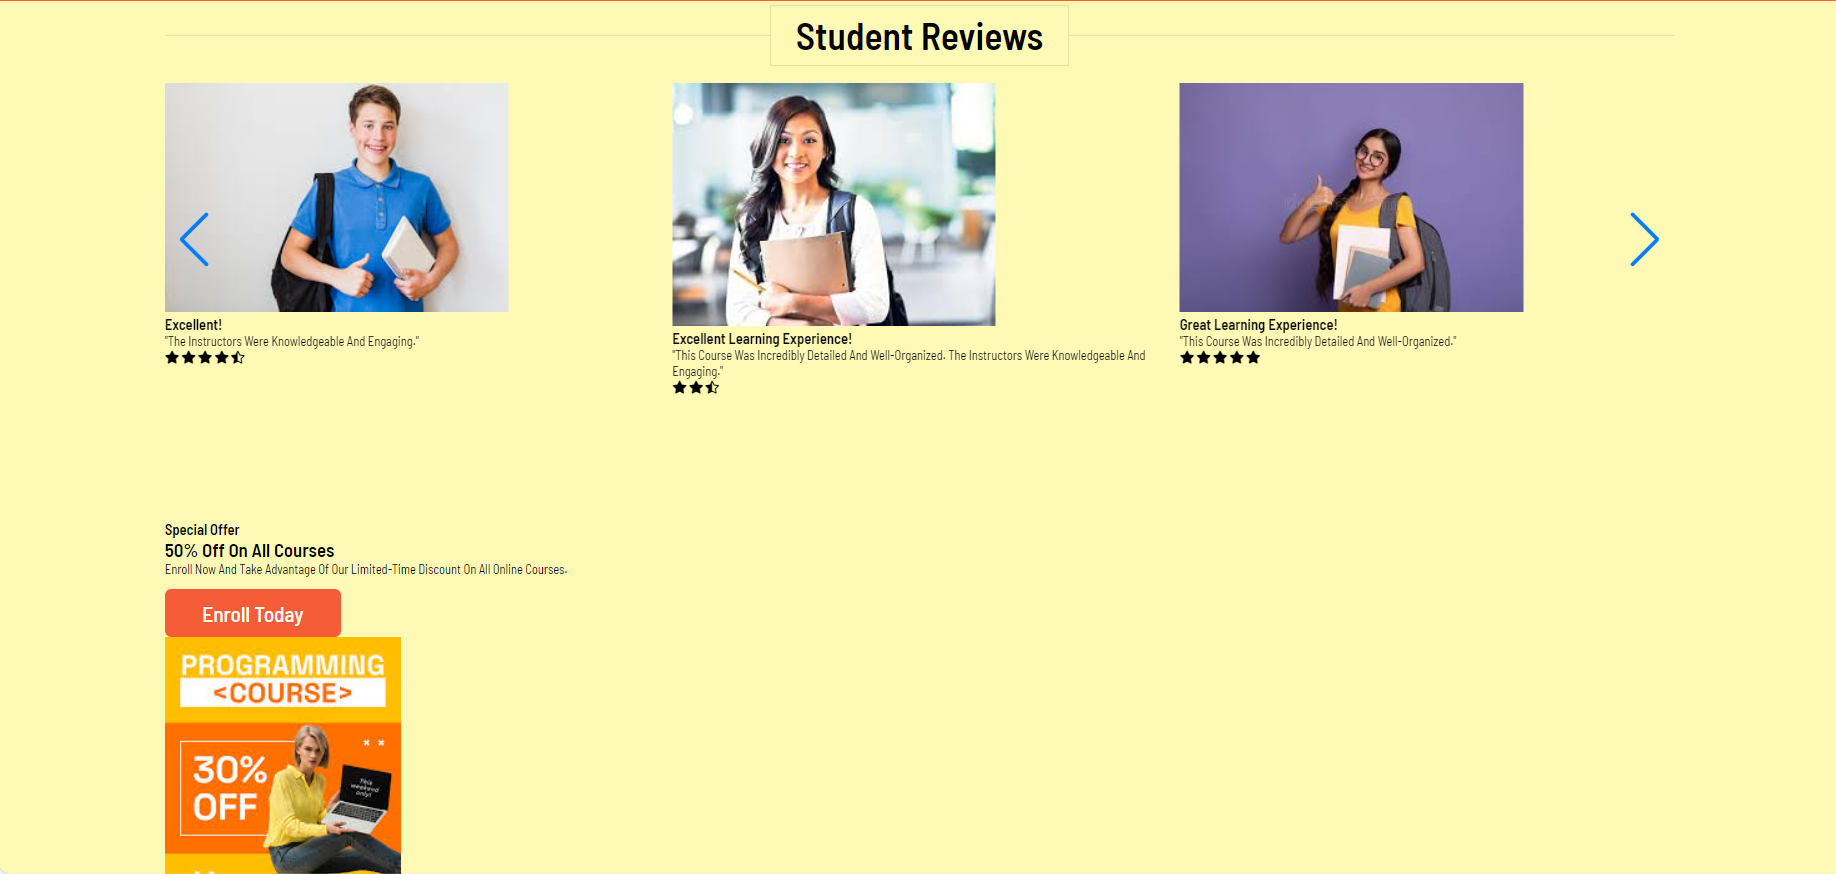 Student Reviews
Excellent!
"The Instructors Were Knowledgeable And Engaging."
Excellent Learning Experience!
"This Course Was Incredibly Detailed And Well-Organized. The Instructors Were Knowledgeable And
Engaging."
Great Learning Experience!
"This Course Was Incredibly Detailed And Well-Organized."
Special Offer
50% Off On All Courses
Enroll Now And Take Advantage Of Our Limited-Time Discount On All Online Courses.
Enroll Today
PROGRAMMING
<COURSE>
30%
OFF
This
weekend
only!